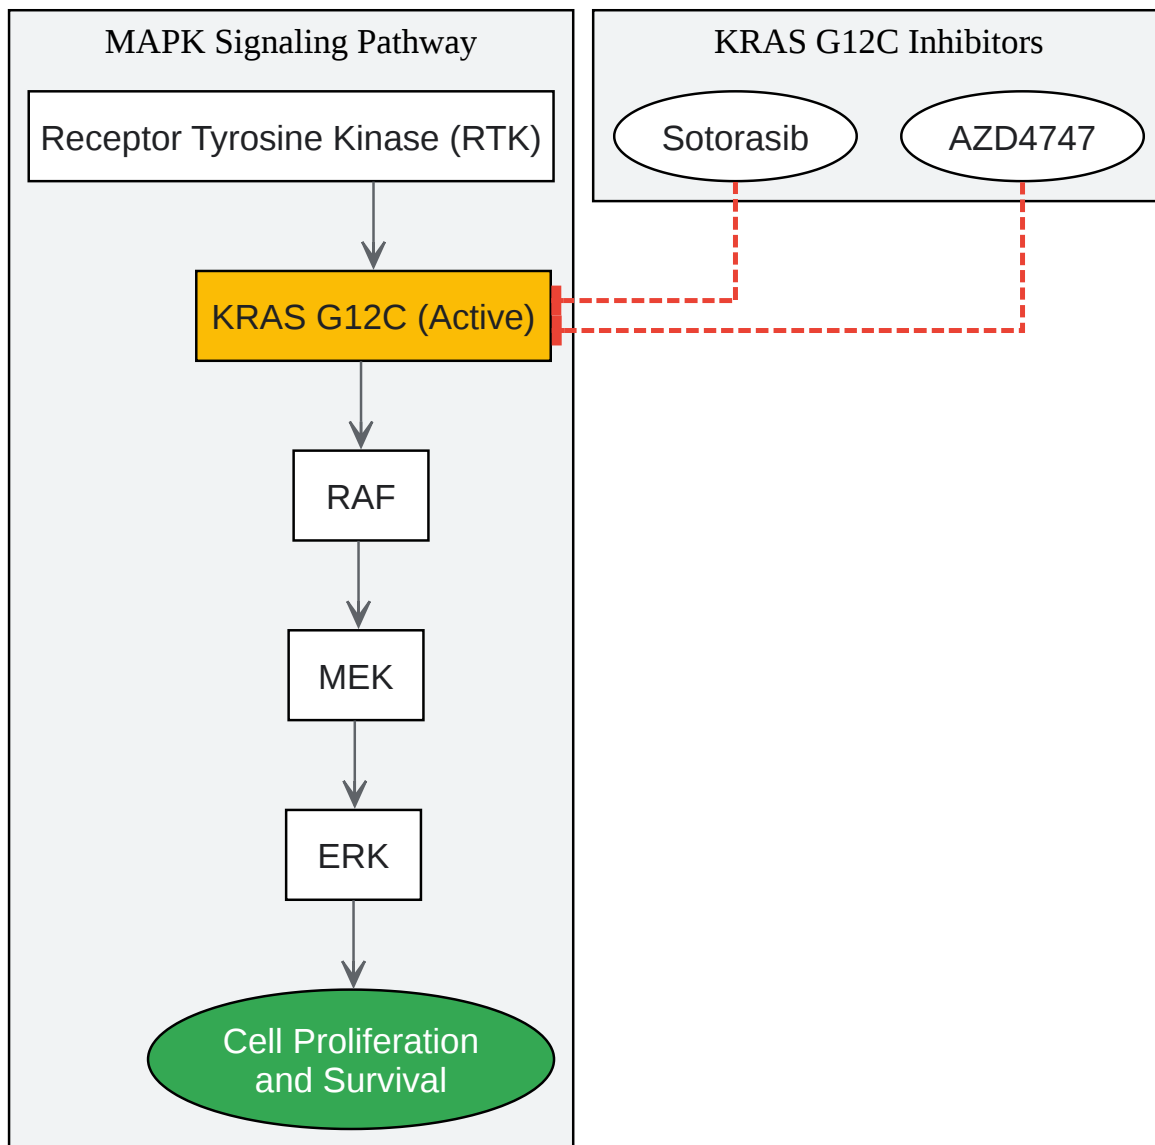 MAPK Signaling Pathway
KRAS G12C Inhibitors
Receptor Tyrosine Kinase (RTK)
Sotorasib
AZD4747
KRAS G12C (Active)
RAF
MEK
ERK
Cell Proliferation
and Survival